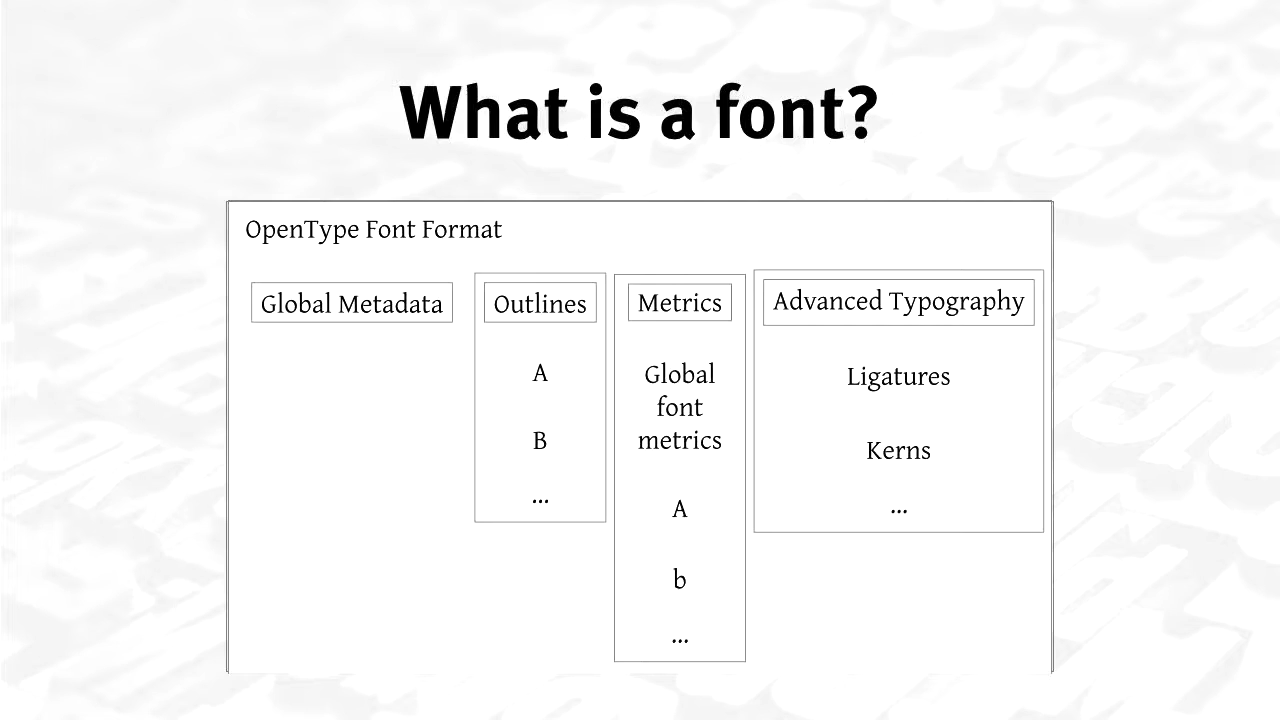 What is a font?
OpenType Font Format
Global Metadata
Outlines
A
B
...
Metrics
Global
font
metrics
A
b
...
Advanced Typography
Ligatures
Kerns
...